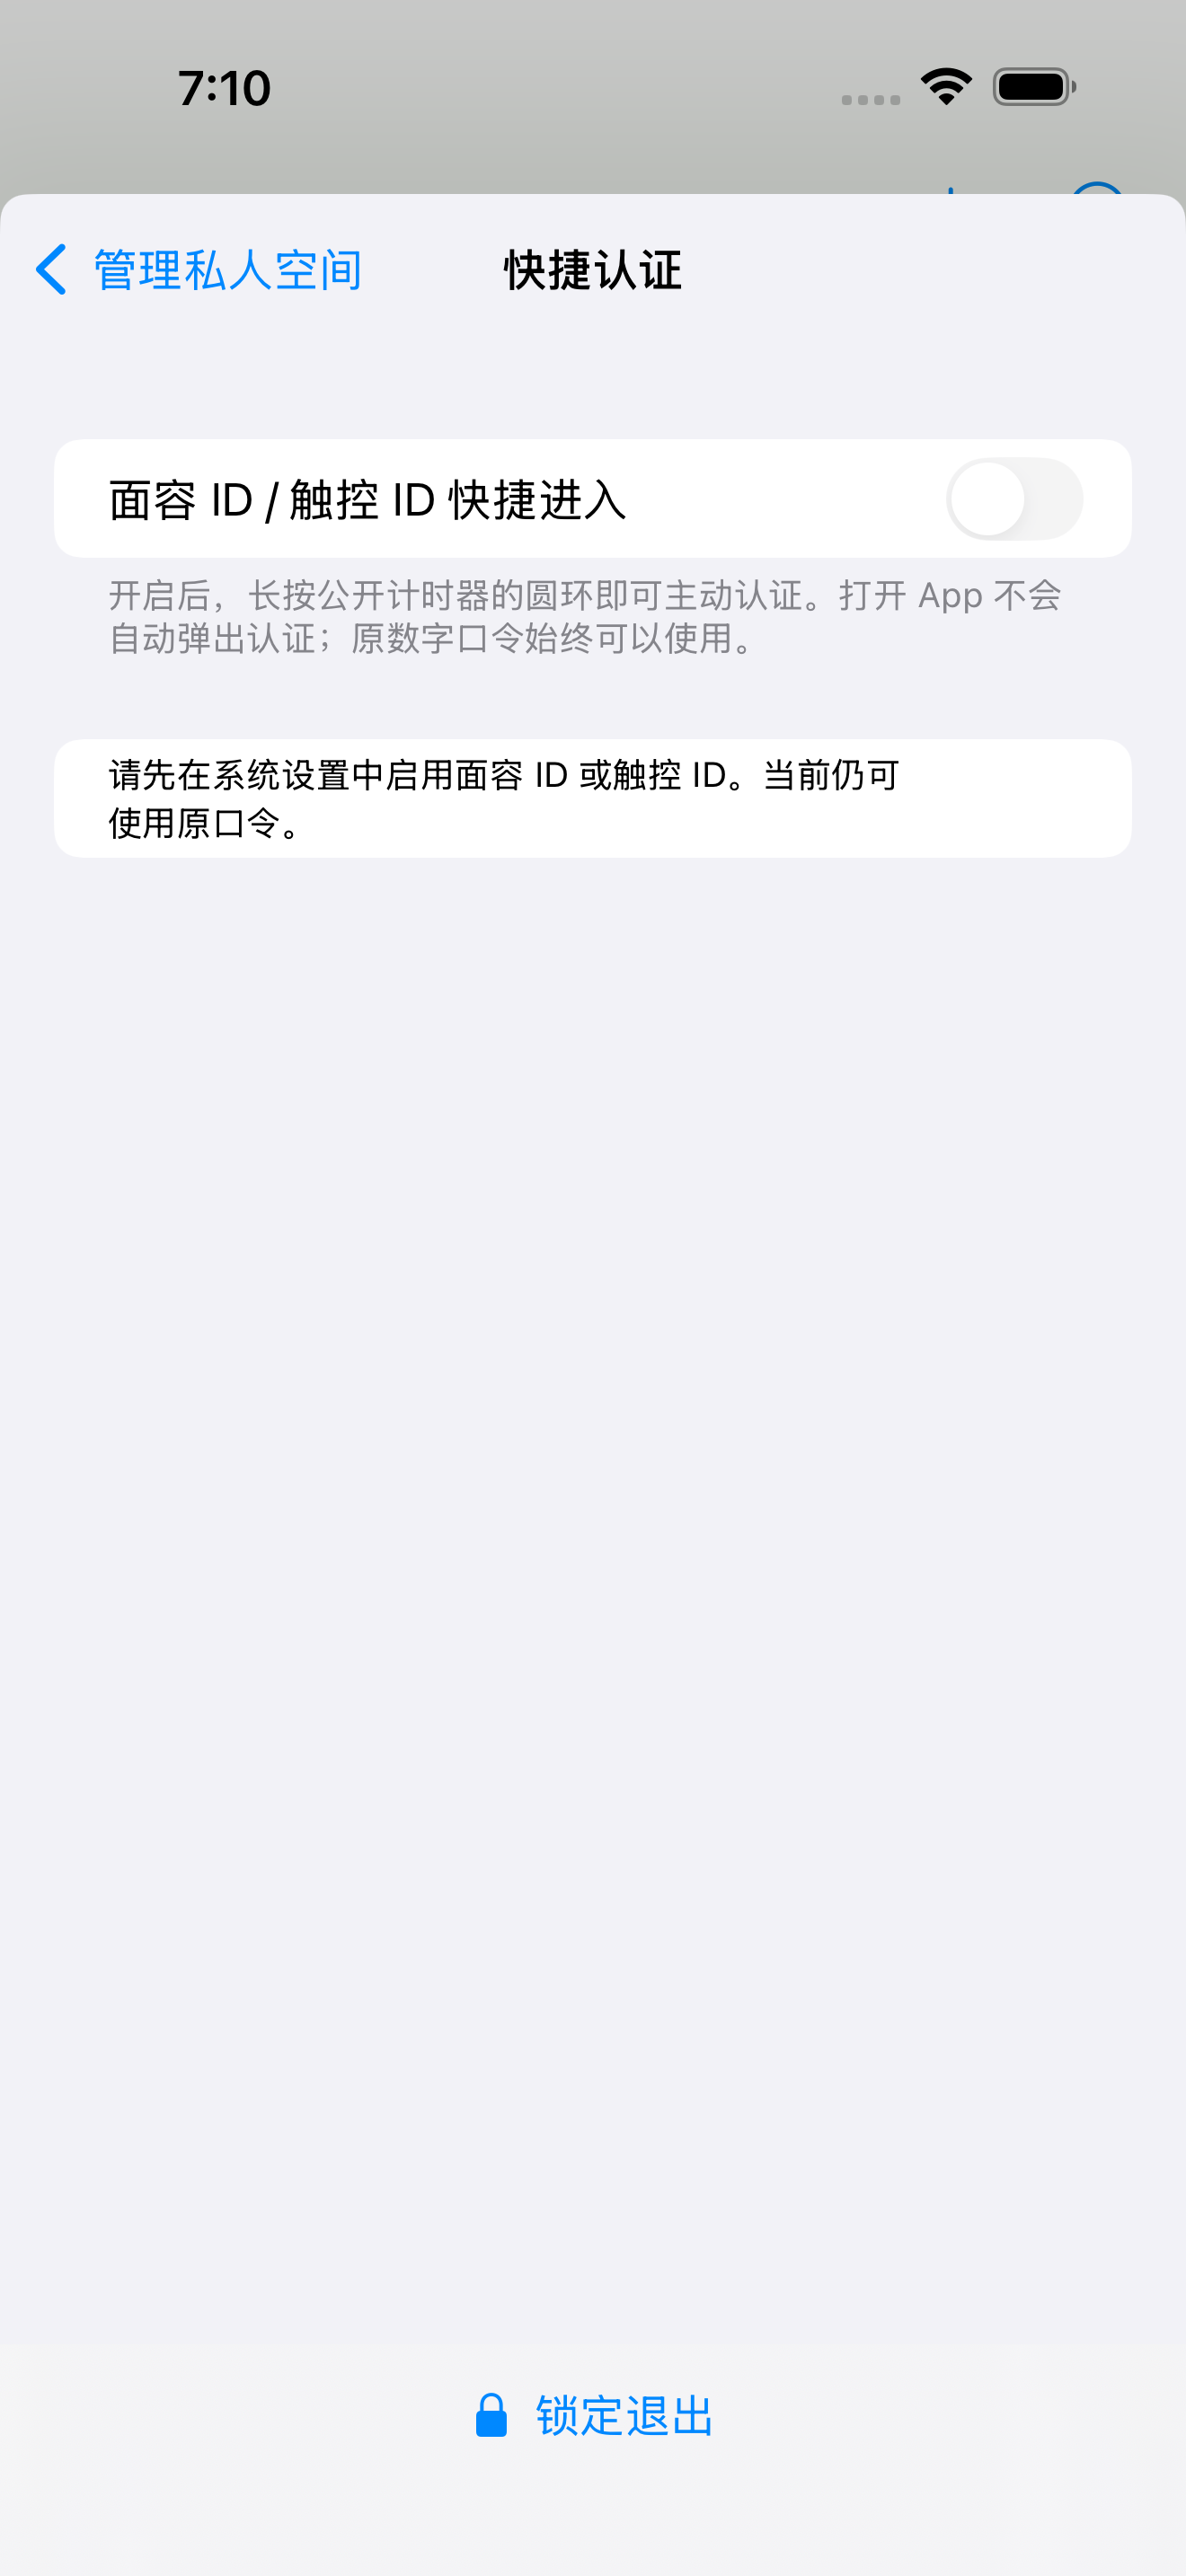 7:10
管理私人空间
快捷认证
面容 ID / 触控 ID 快捷进入
开启后，长按公开计时器的圆环即可主动认证。打开 App 不会
自动弹出认证；原数字口令始终可以使用。
请先在系统设置中启用面容 ID 或触控 ID。当前仍可
使用原口令。
锁定退出